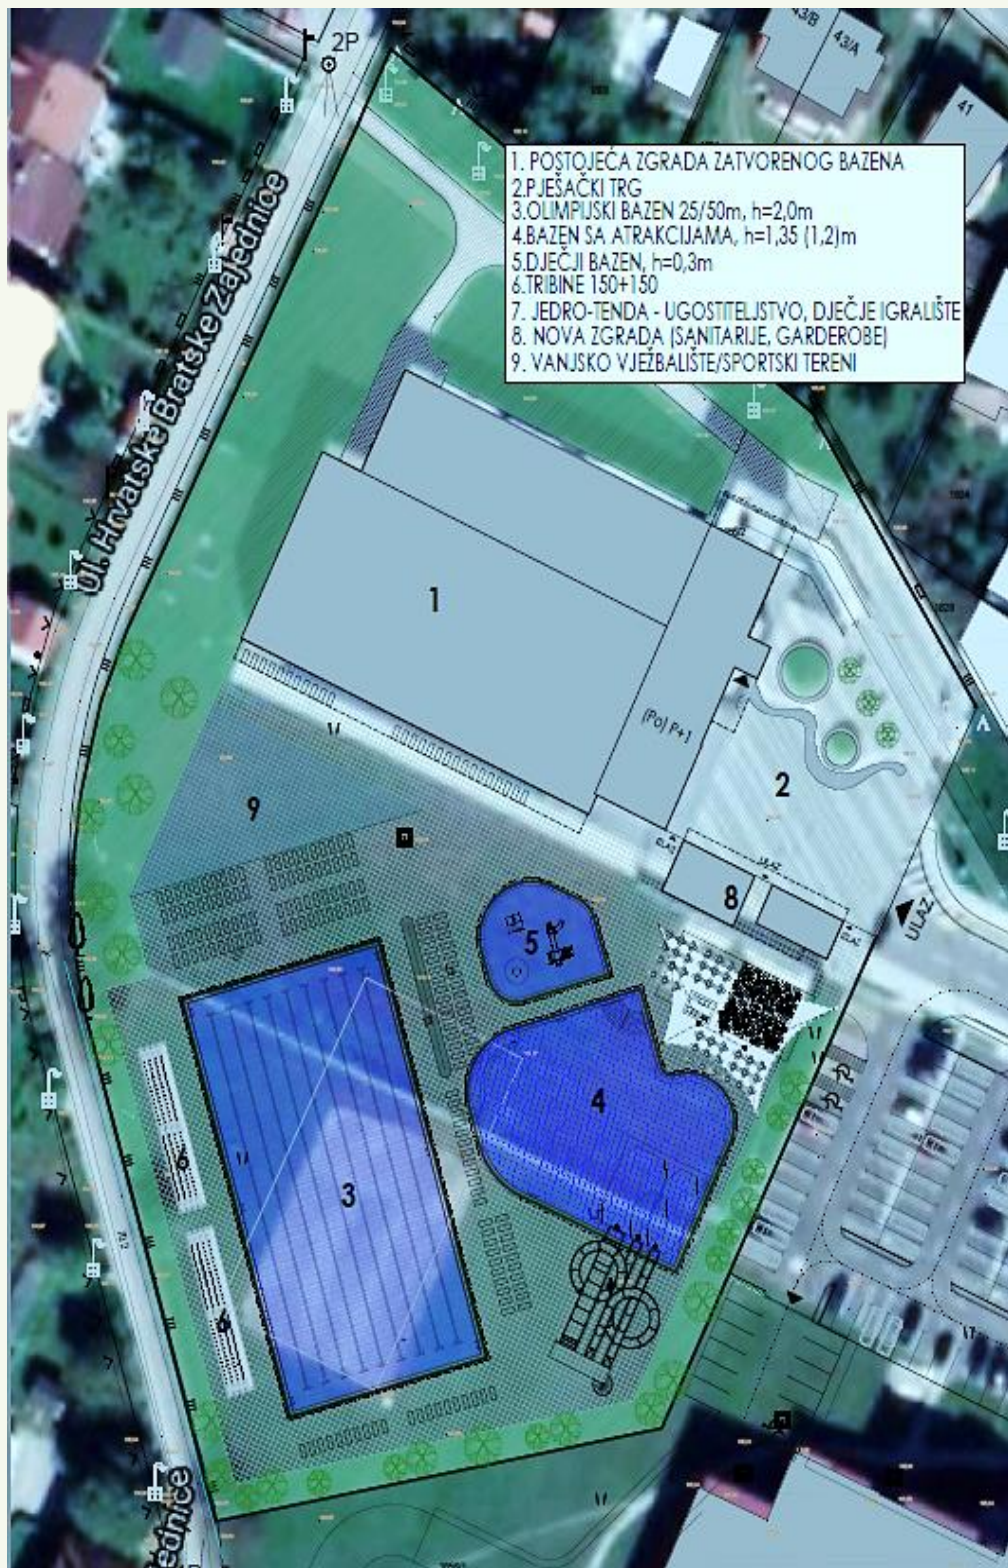 2P
43/B
43/A
41
1. POSTOJEĆA ZGRADA ZATVORENOG BAZENA
2.PJEŠAČKI TRG
3.OLIMPIJSKI BAZEN 25/50m, h=2,0m
4.BAZEN SA ATRAKCIJAMA, h=1,35 (1,2)m
5.DJEČJI BAZEN, h=0,3m
6.TRIBINE 150+150
7. JEDRO-TENDA - UGOSTITELJSTVO, DJEČJE IGRALIŠTE
8. NOVA ZGRADA (SANITARIJE, GARDEROBE)
9. VANJSKO VJEŽBALIŠTE/SPORTSKI TERENI
Ul. Hrvatske Bratske Zajednice
1
(Po) P+1
2
9
8
ULAZ
5
4
3
ednice